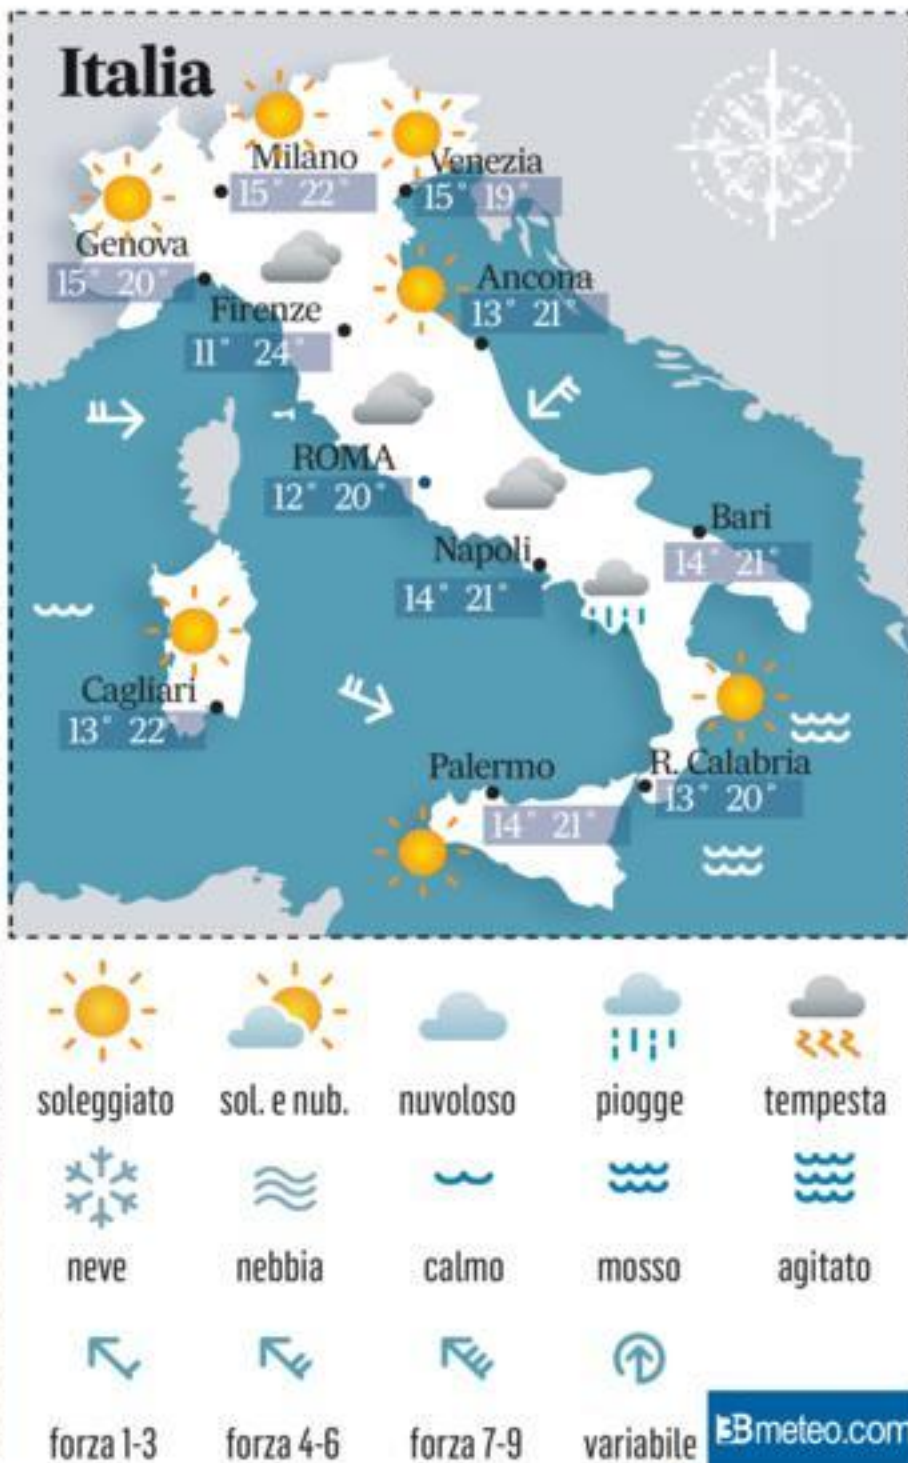 Italia
Milano
15° 22°
Venezia
15° 19°
Genova
15° 20°
Ancona
13° 21°
Firenze
11° 24°
ROMA
12° 20°
Bari
14° 21°
Napoli
14° 21°
Cagliari
13° 22°
Palermo
14° 21°
R. Calabria
13° 20°
soleggiato
sol. e nub.
nuvoloso
piogge
tempesta
neve
nebbia
calmo
mosso
agitato
forza 1-3
forza 4-6
forza 7-9
variabile
3Bmeteo.com